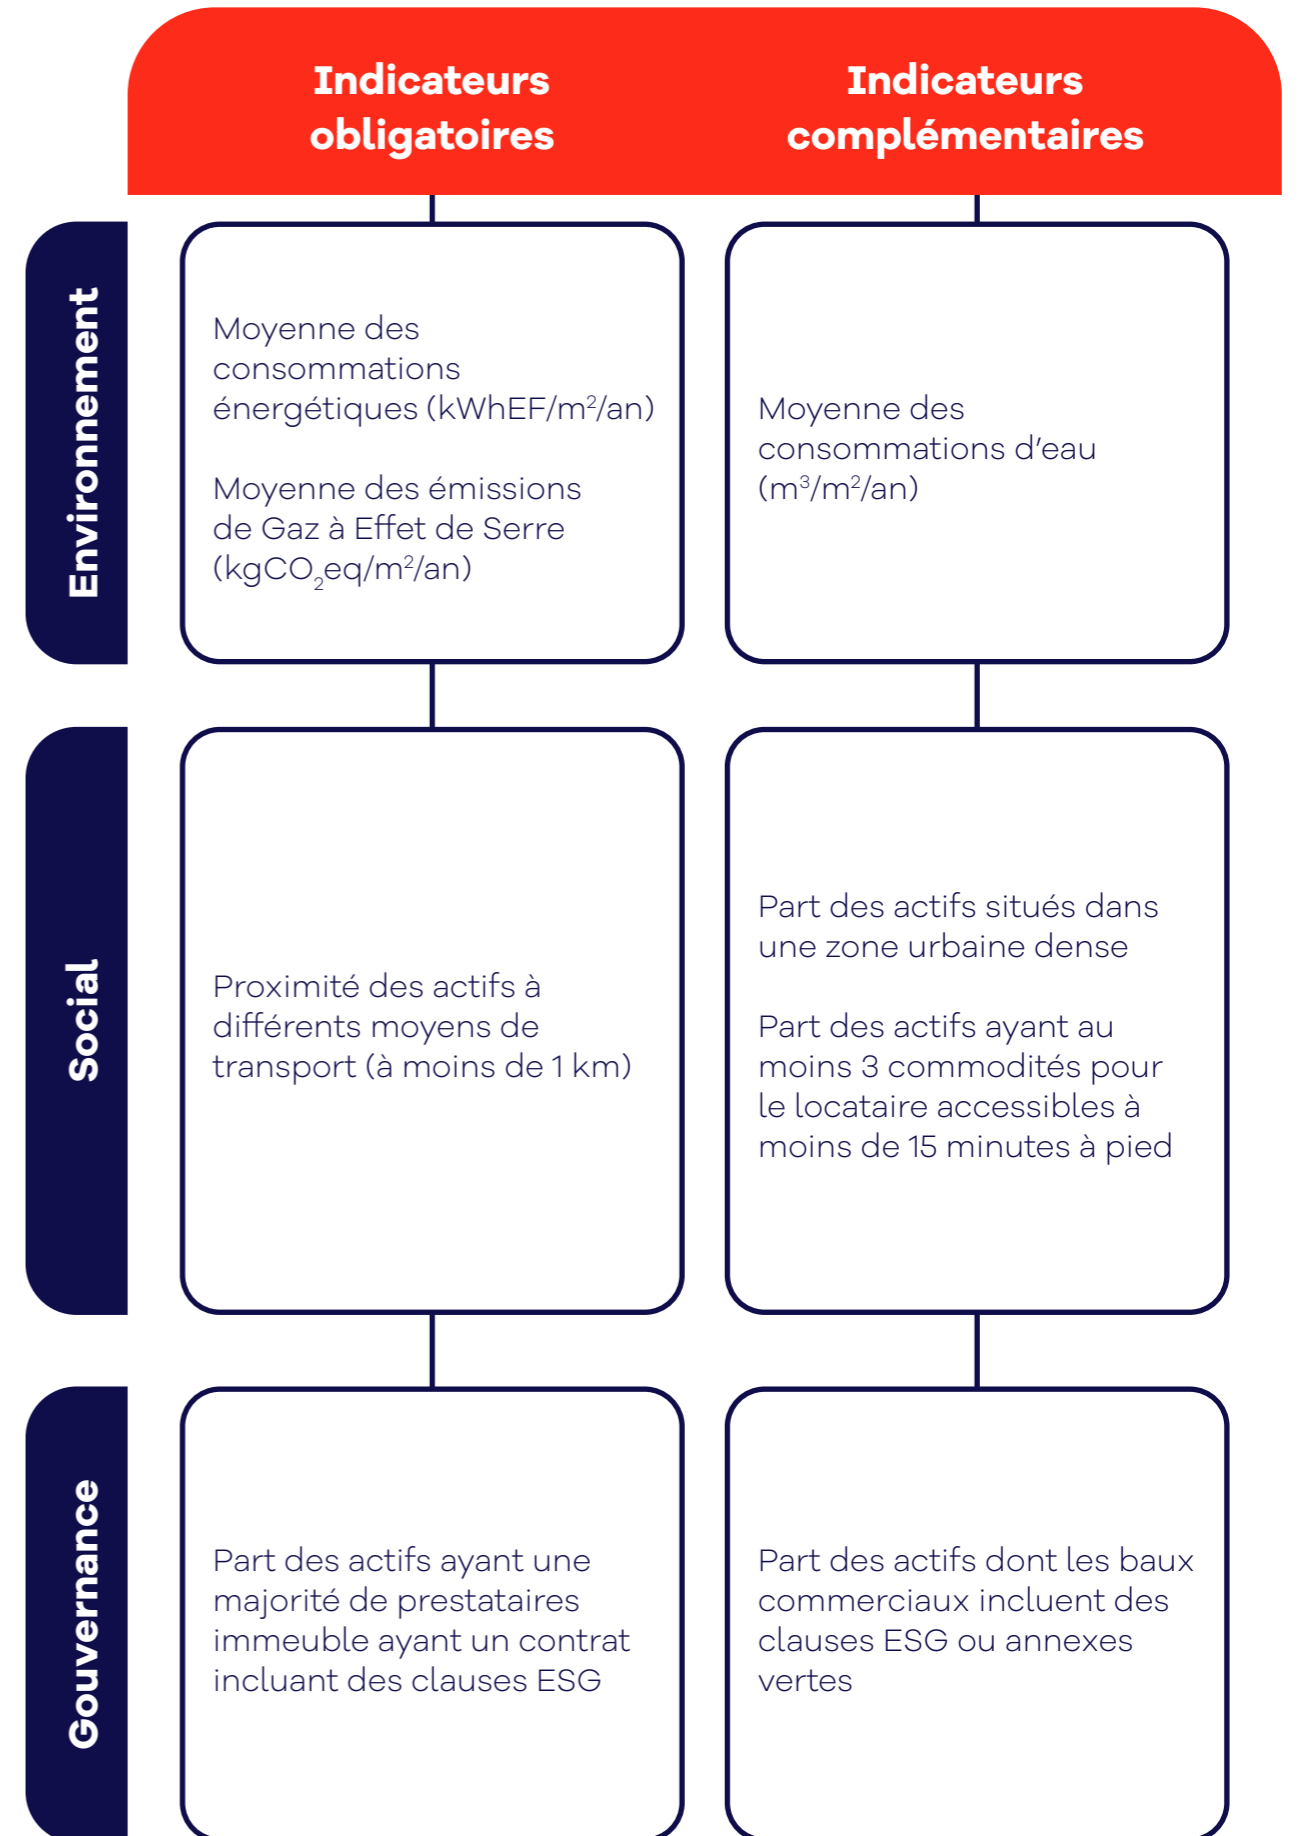 Indicateurs
obligatoires
Indicateurs
complémentaires
Environnement
Moyenne des
consommations
énergétiques (kWhEF/m²/an)
Moyenne des émissions
de Gaz à Effet de Serre
(kgCO₂eq/m²/an)
Moyenne des
consommations d’eau
(m³/m²/an)
Social
Proximité des actifs à
différents moyens de
transport (à moins de 1 km)
Part des actifs situés dans
une zone urbaine dense
Part des actifs ayant au
moins 3 commodités pour
le locataire accessibles à
moins de 15 minutes à pied
Gouvernance
Part des actifs ayant une
majorité de prestataires
immeuble ayant un contrat
incluant des clauses ESG
Part des actifs dont les baux
commerciaux incluent des
clauses ESG ou annexes
vertes